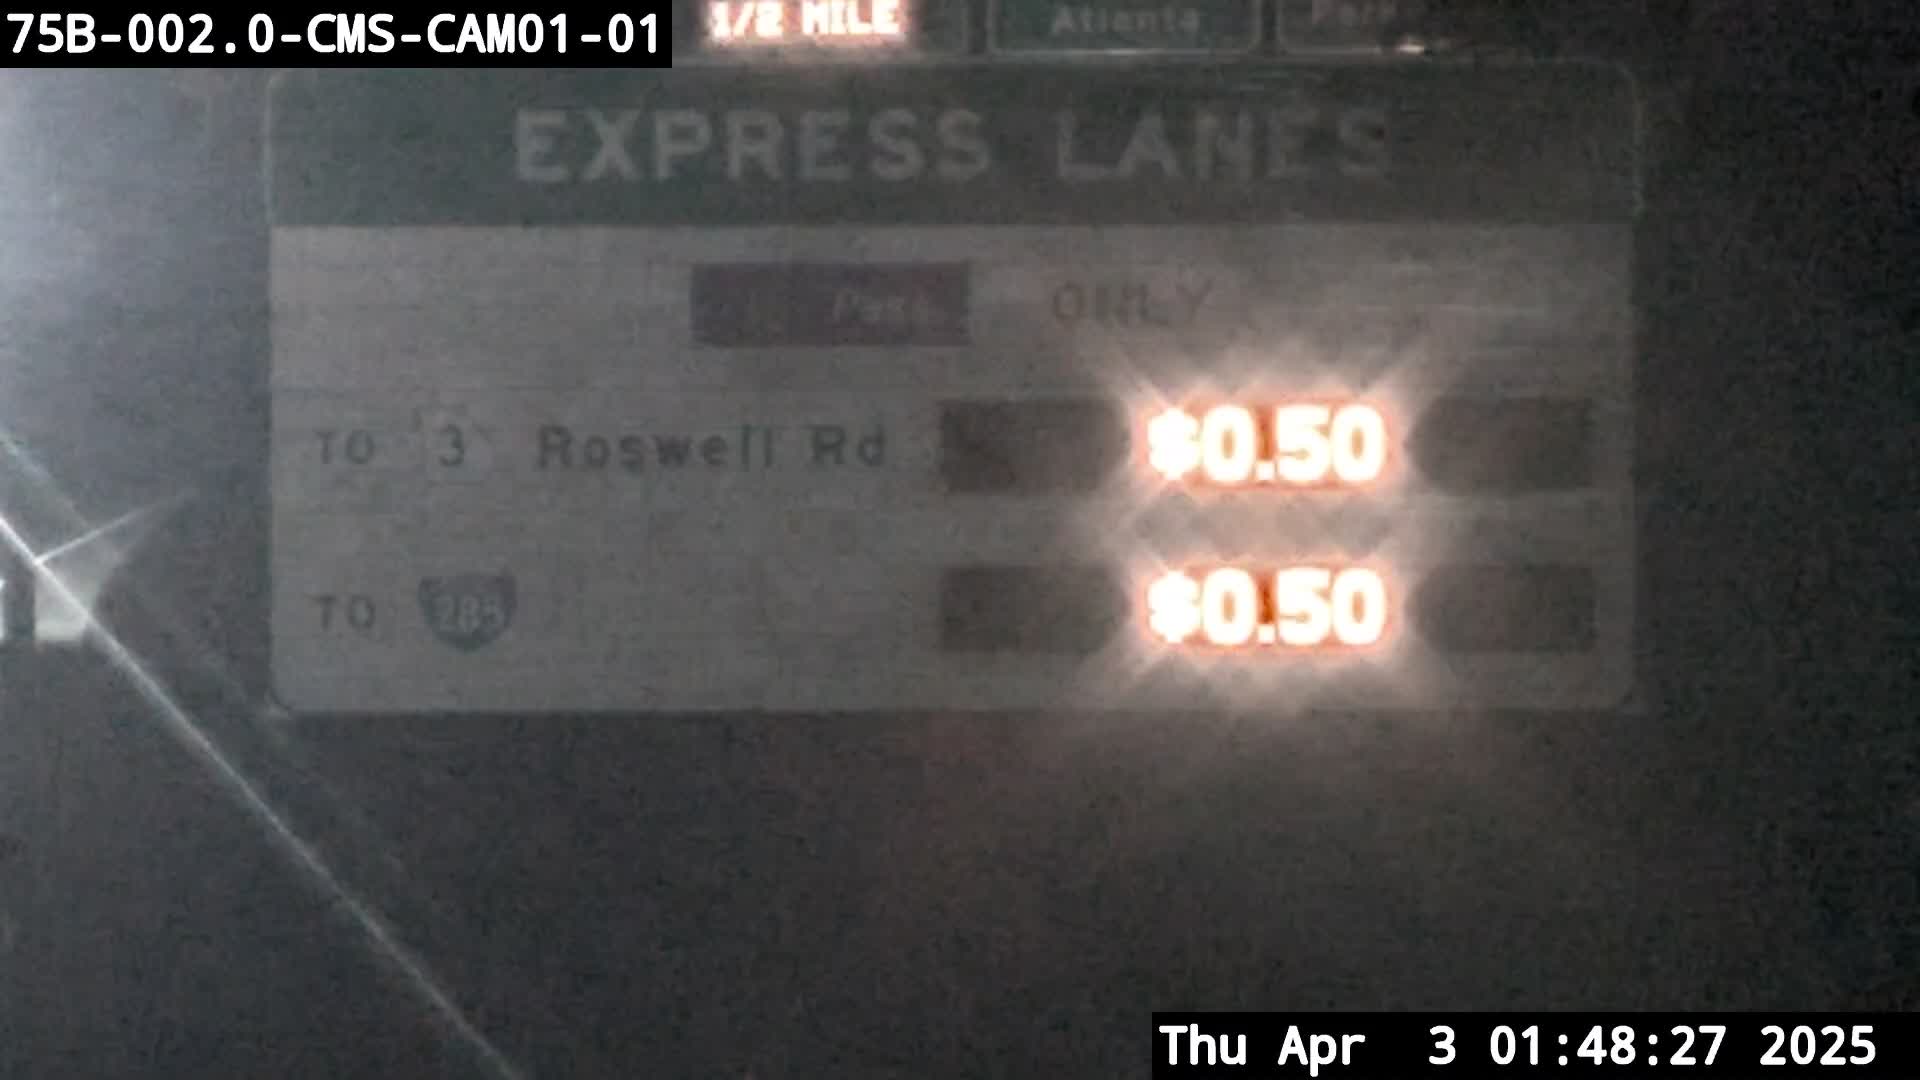 75B-002.0-CMS-CAM01-01
1/2 MILE
Atlanta
EXPRESS LANES
Pass ONLY
TO 3 Roswell Rd $0.50
TO 285 $0.50
Thu Apr 3 01:48:27 2025